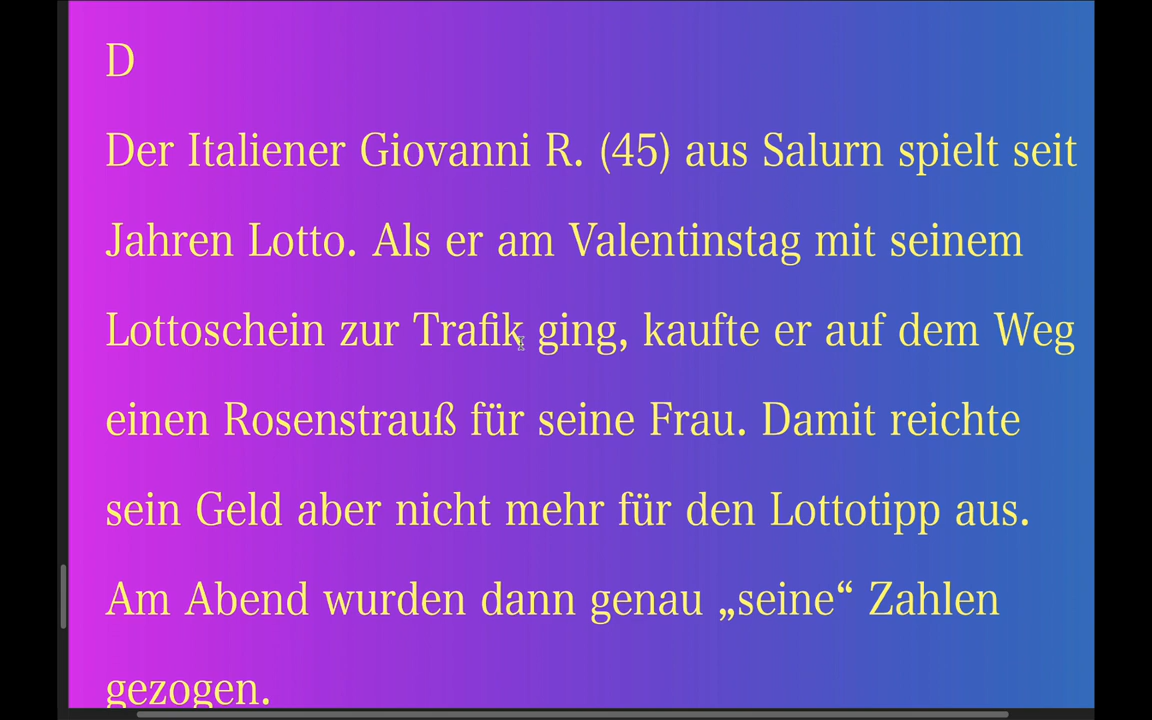 D
Der Italiener Giovanni R. (45) aus Salurn spielt seit
Jahren Lotto. Als er am Valentinstag mit seinem
Lottoschein zur Trafik ging, kaufte er auf dem Weg
einen Rosenstrauß für seine Frau. Damit reichte
sein Geld aber nicht mehr für den Lottotipp aus.
Am Abend wurden dann genau „seine“ Zahlen
gezogen.